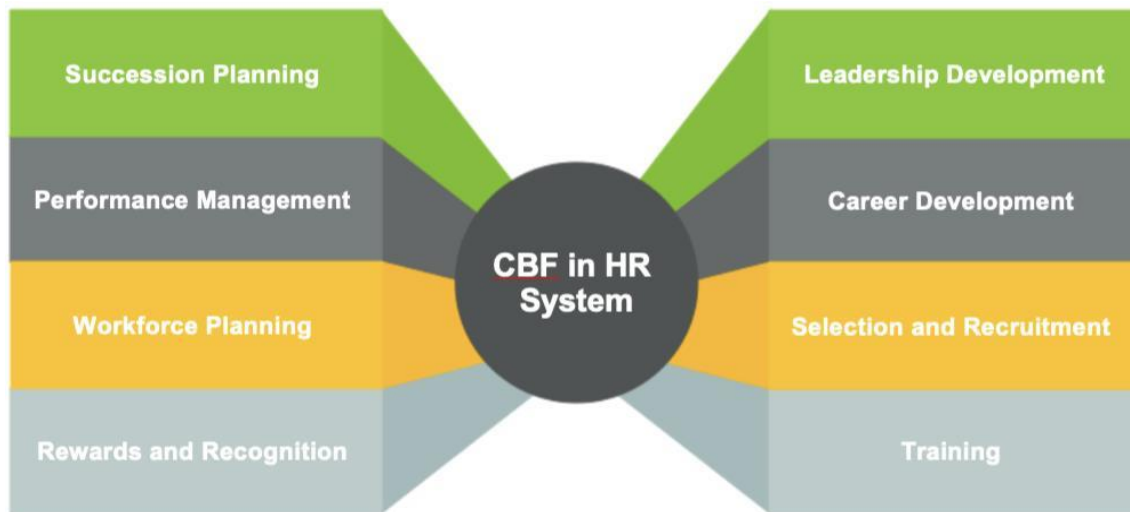 Succession Planning
Performance Management
Workforce Planning
Rewards and Recognition
CBF in HR
System
Leadership Development
Career Development
Selection and Recruitment
Training